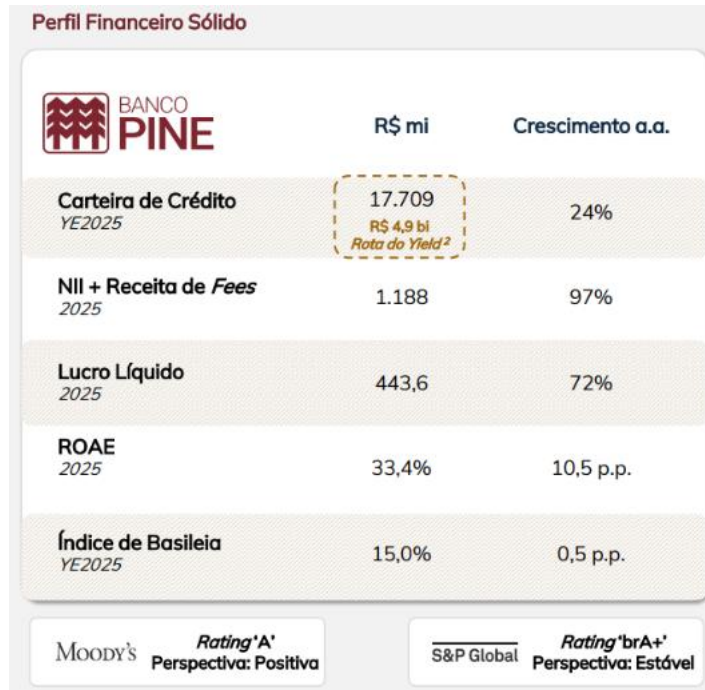 Perfil Financeiro Sólido
BANCO
PINE
R$ mi
Crescimento a.a.
Carteira de Crédito
YE2025
17.709
R$ 4,9 bi
Rota do Yield²
24%
NII + Receita de Fees
2025
1.188
97%
Lucro Líquido
2025
443,6
72%
ROAE
2025
33,4%
10,5 p.p.
Índice de Basileia
YE2025
15,0%
0,5 p.p.
MOODY'S
Rating 'A'
Perspectiva: Positiva
S&P Global
Rating 'brA+'
Perspectiva: Estável